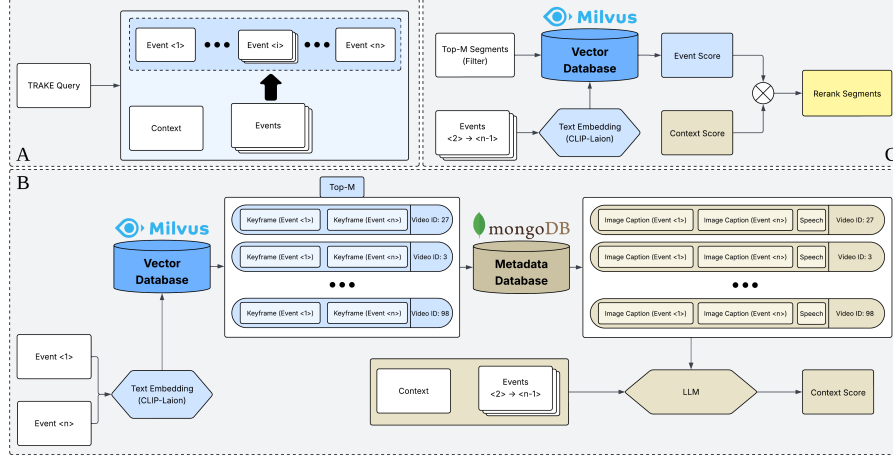 TRAKE Query
Event <1>
Event <i>
Event <n>
Context
Events
A
Milvus
Top-M Segments
(Filter)
Vector
Database
Event Score
Events
<2> → <n-1>
Text Embedding
(CLIP-Laion)
Context Score
Rerank Segments
C
B
Top-M
Milvus
Vector
Database
Keyframe (Event <1>)
Keyframe (Event <n>)
Video ID: 27
Keyframe (Event <1>)
Keyframe (Event <n>)
Video ID: 3
Keyframe (Event <1>)
Keyframe (Event <n>)
Video ID: 98
mongoDB
Metadata
Database
Image Caption (Event <1>)
Image Caption (Event <n>)
Speech
Video ID: 27
Image Caption (Event <1>)
Image Caption (Event <n>)
Speech
Video ID: 3
Image Caption (Event <1>)
Image Caption (Event <n>)
Speech
Video ID: 98
Event <1>
Event <n>
Text Embedding
(CLIP-Laion)
Context
Events
<2> → <n-1>
LLM
Context Score